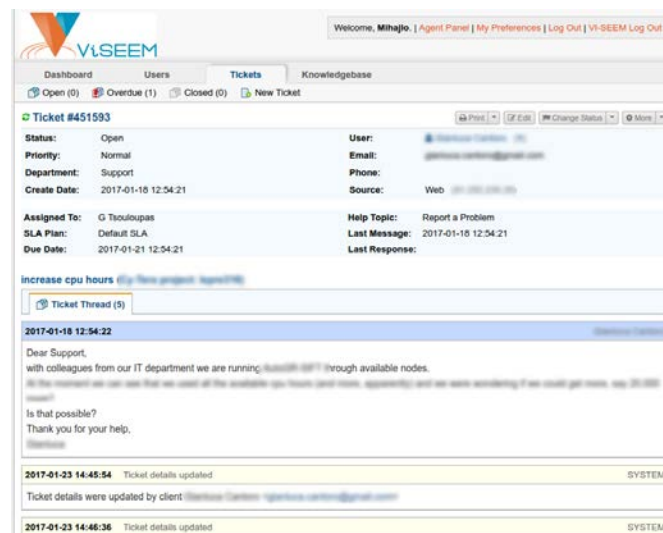 ViSEEM
Welcome, Mihajlo. | Agent Panel | My Preferences | Log Out | VI-SEEM Log Out
Dashboard Users Tickets Knowledgebase
Open (0) Overdue (1) Closed (0) New Ticket
Ticket #451593 Print Edit Change Status More
Status: Open User:
Priority: Normal Email:
Department: Support Phone:
Create Date: 2017-01-18 12:54:21 Source: Web
Assigned To: G Tsouloupas Help Topic: Report a Problem
SLA Plan: Default SLA Last Message: 2017-01-18 12:54:21
Due Date: 2017-01-21 12:54:21 Last Response:
increase cpu hours
Ticket Thread (5)
2017-01-18 12:54:22
Dear Support,
with colleagues from our IT department we are running through available nodes.
Is that possible?
Thank you for your help,
2017-01-23 14:45:54 Ticket details updated SYSTEM
Ticket details were updated by client
2017-01-23 14:46:36 Ticket details updated SYSTEM